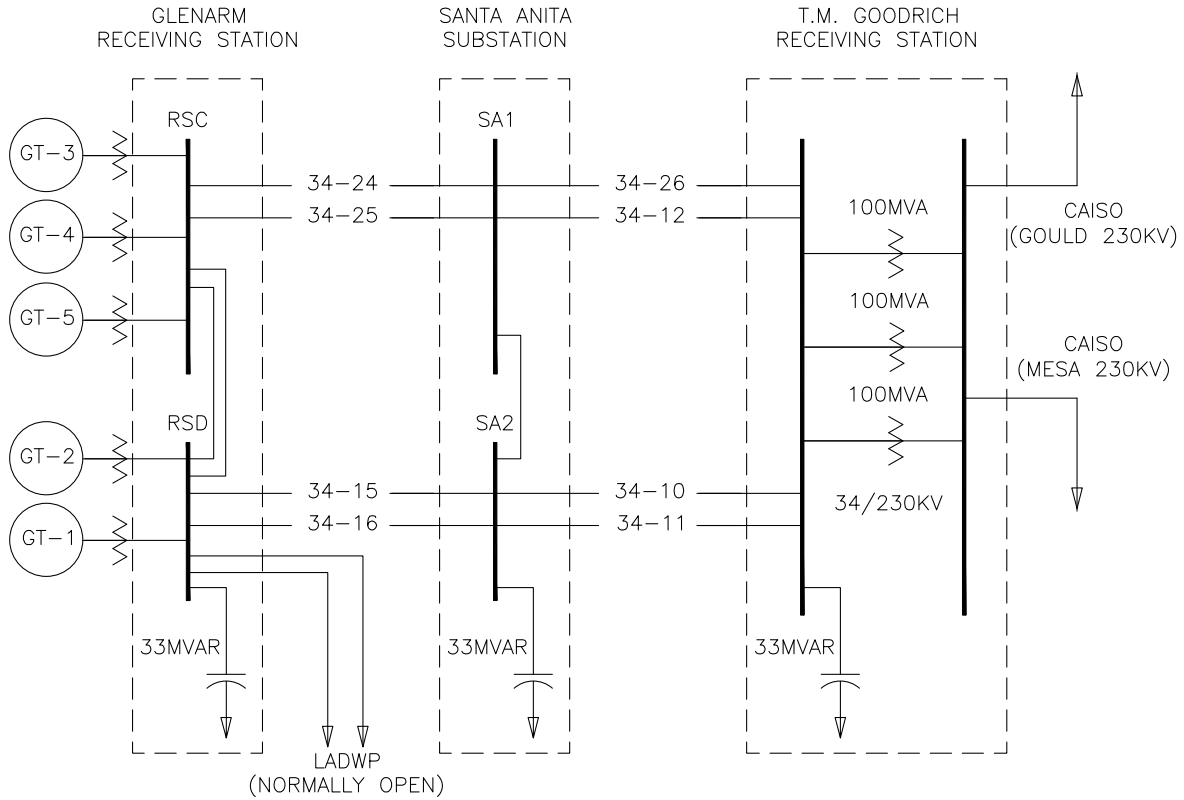 GLENARM
RECEIVING STATION
SANTA ANITA
SUBSTATION
T.M. GOODRICH
RECEIVING STATION
RSC
SA1
GT-3
34-24
34-26
34-25
34-12
100MVA
CAISO
(GOULD 230KV)
GT-4
100MVA
GT-5
CAISO
(MESA 230KV)
100MVA
RSD
SA2
GT-2
34-15
34-10
34/230KV
34-16
34-11
GT-1
33MVAR
33MVAR
33MVAR
LADWP
(NORMALLY OPEN)